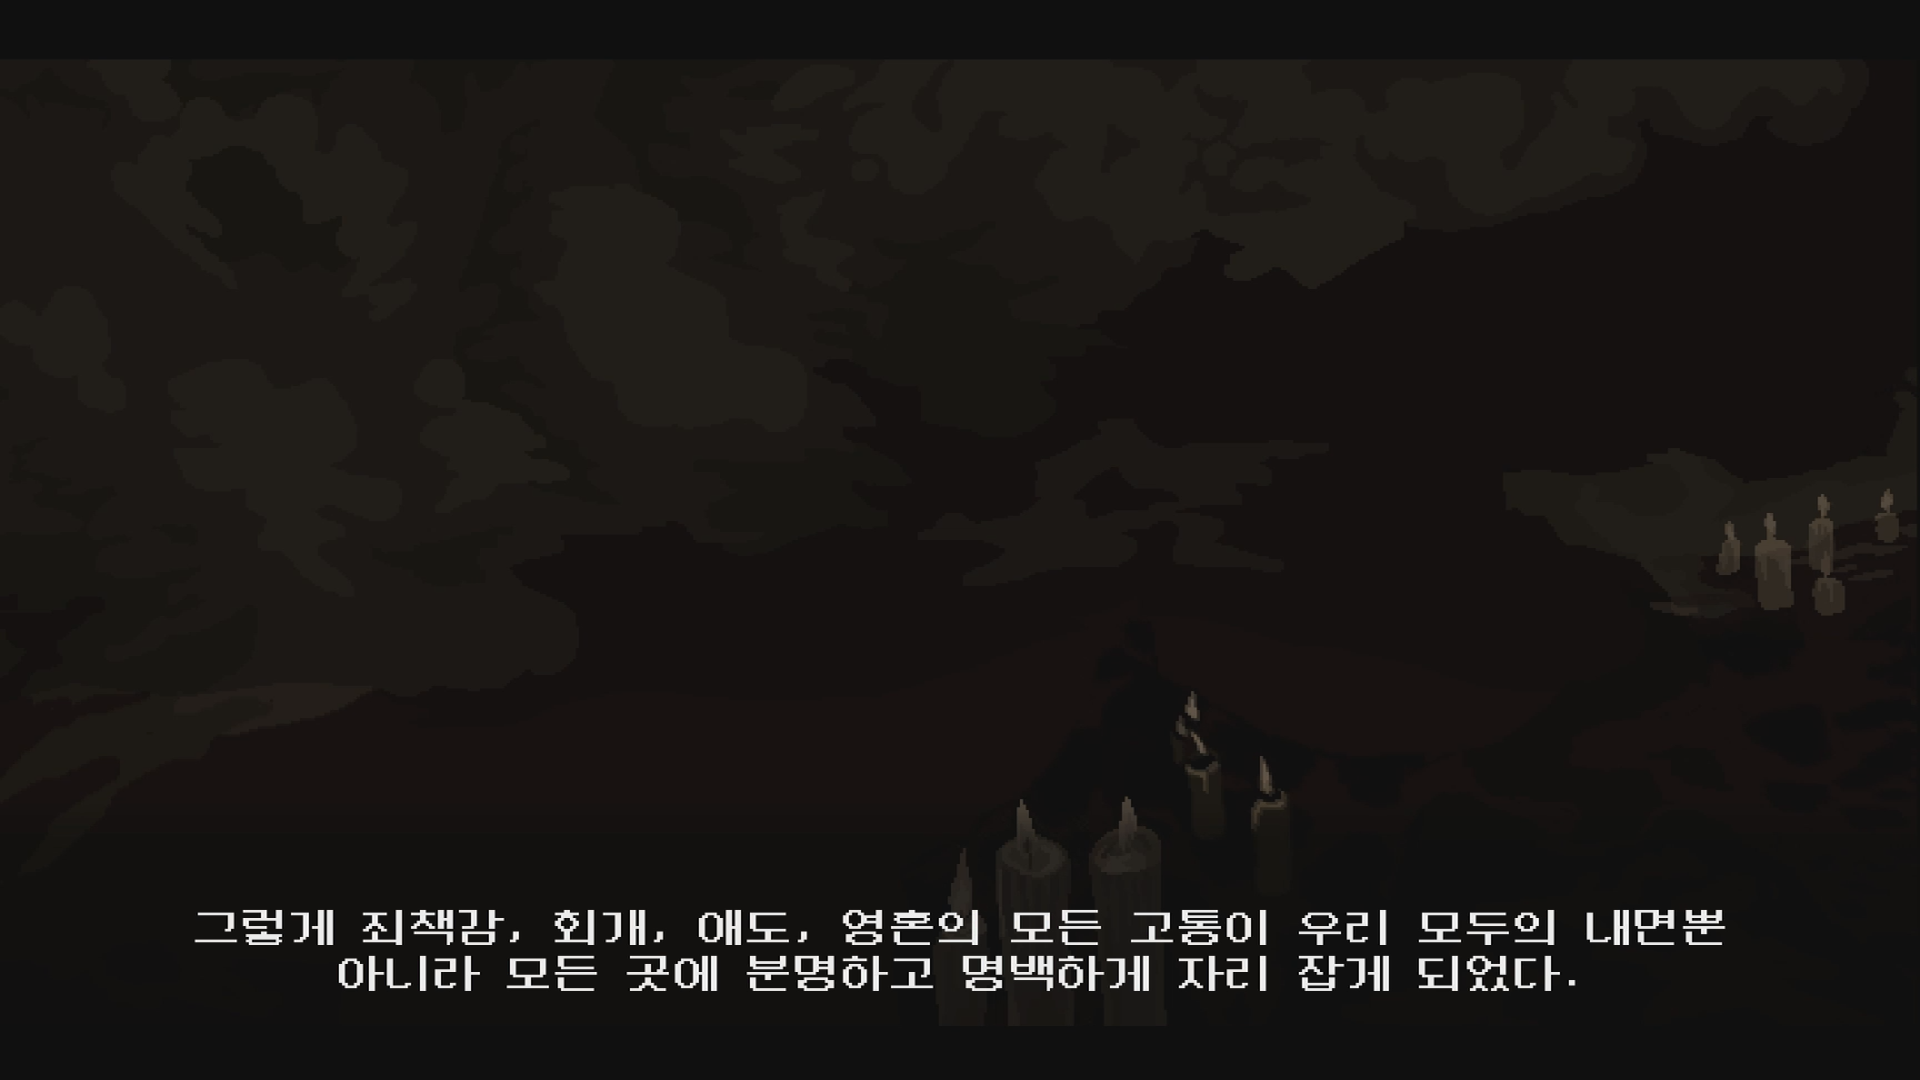 그렇게 죄책감, 회개, 애도, 영혼의 모든 고통이 우리 모두의 내면뿐
아니라 모든 곳에 분명하고 명백하게 자리 잡게 되었다.